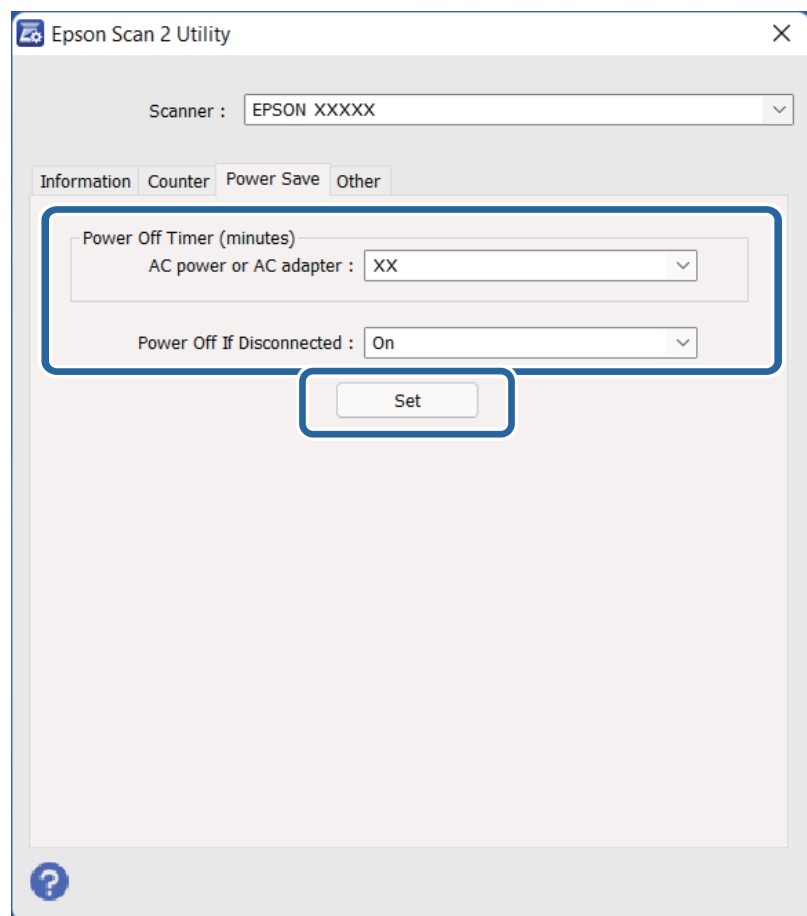 Epson Scan 2 Utility
Scanner : EPSON XXXXX
Information Counter Power Save Other
Power Off Timer (minutes)
AC power or AC adapter : XX
Power Off If Disconnected : On
Set
?